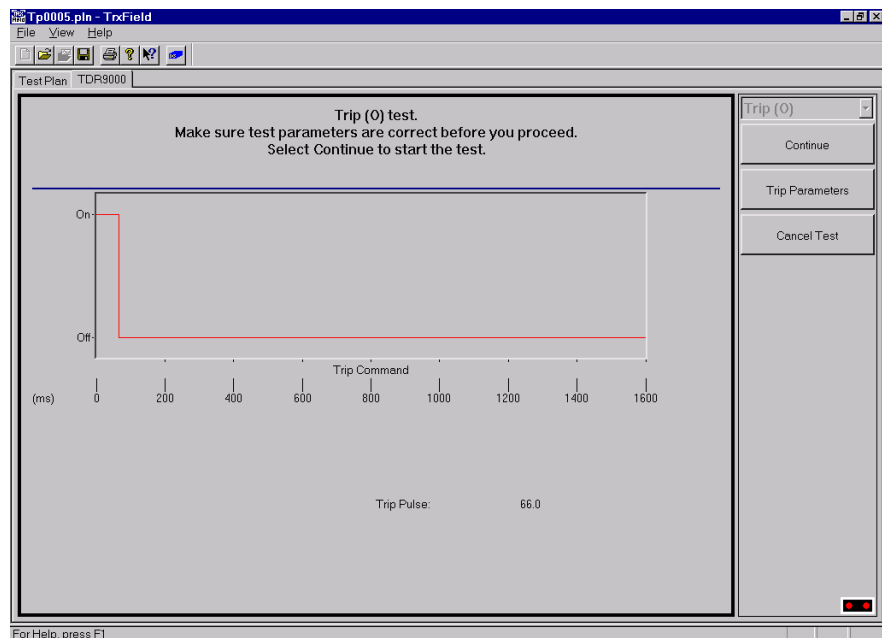 Tp0005.pln - TrxField
File View Help
Test Plan TDR9000
Trip (O) test.
Make sure test parameters are correct before you proceed.
Select Continue to start the test.
On
Off
Trip Command
(ms) 0 200 400 600 800 1000 1200 1400 1600
Trip Pulse: 66.0
Trip (O)
Continue
Trip Parameters
Cancel Test
For Help, press F1